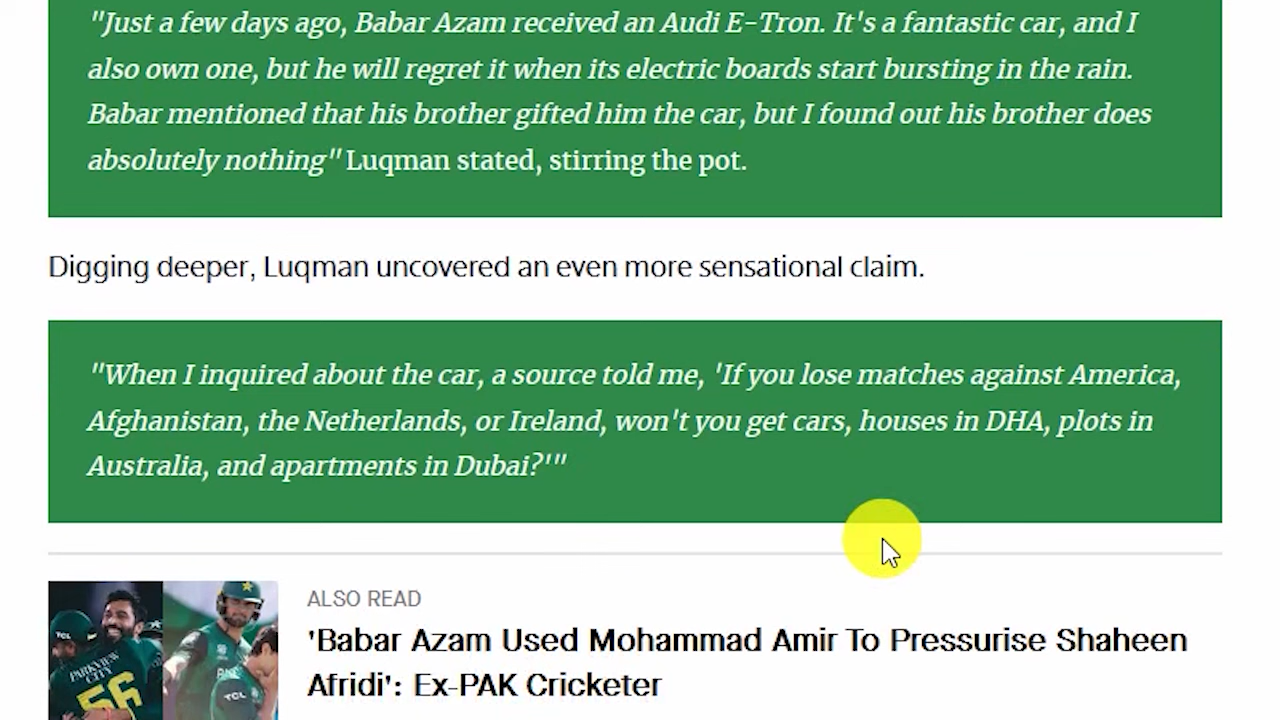 "Just a few days ago, Babar Azam received an Audi E-Tron. It's a fantastic car, and I
also own one, but he will regret it when its electric boards start bursting in the rain.
Babar mentioned that his brother gifted him the car, but I found out his brother does
absolutely nothing" Luqman stated, stirring the pot.
Digging deeper, Luqman uncovered an even more sensational claim.
"When I inquired about the car, a source told me, 'If you lose matches against America,
Afghanistan, the Netherlands, or Ireland, won't you get cars, houses in DHA, plots in
Australia, and apartments in Dubai?'"
ALSO READ
'Babar Azam Used Mohammad Amir To Pressurise Shaheen
Afridi': Ex-PAK Cricketer
TCL
PARKVIEW
CITY
56
TCL